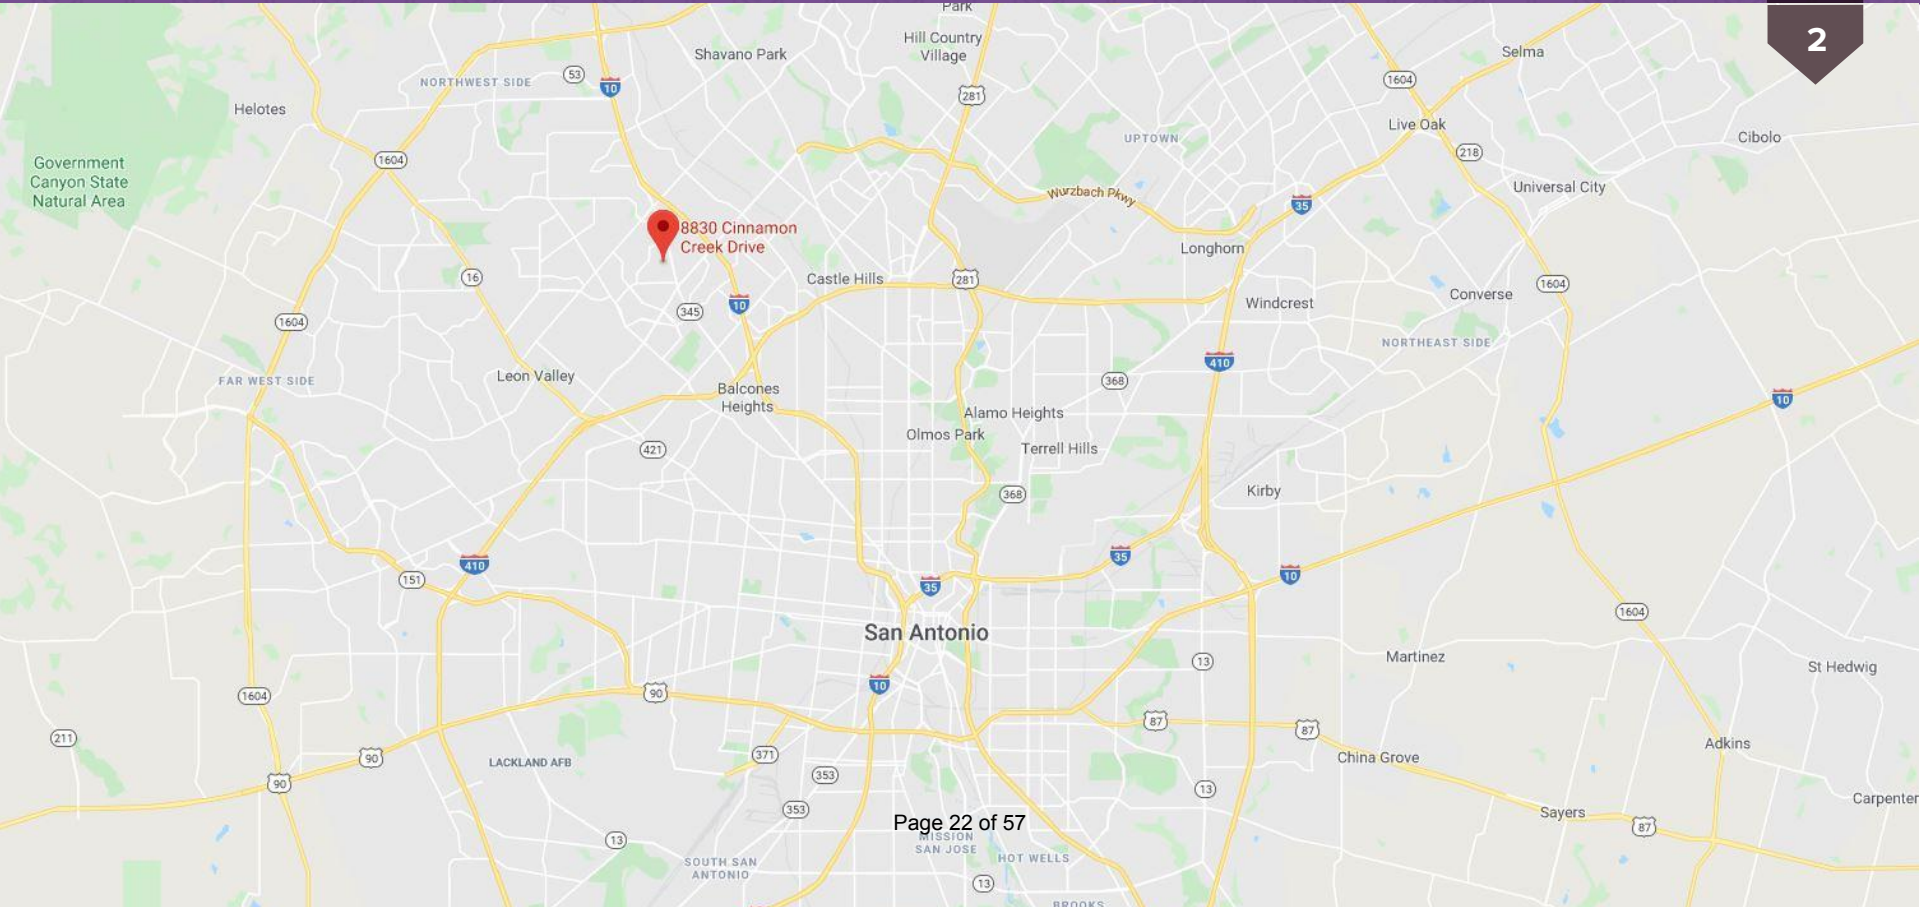 Park
2
Hill Country
Village
Shavano Park
Selma
53
NORTHWEST SIDE
10
1604
281
Helotes
Live Oak
UPTOWN
Cibolo
218
1604
Government
Canyon State
Natural Area
Universal City
Wurzbach Pkwy
35
8830 Cinnamon
Creek Drive
Longhorn
16
Castle Hills
281
1604
Converse
10
Windcrest
345
1604
NORTHEAST SIDE
410
Leon Valley
FAR WEST SIDE
368
Balcones
Heights
10
Alamo Heights
Olmos Park
421
Terrell Hills
Kirby
368
35
410
10
151
35
1604
San Antonio
Martinez
13
St Hedwig
10
90
1604
87
87
211
Adkins
371
90
China Grove
LACKLAND AFB
353
90
13
Carpenter
353
Sayers
Page 22 of 57
87
MISSION
SAN JOSE
13
HOT WELLS
SOUTH SAN
ANTONIO
13
BROOKS